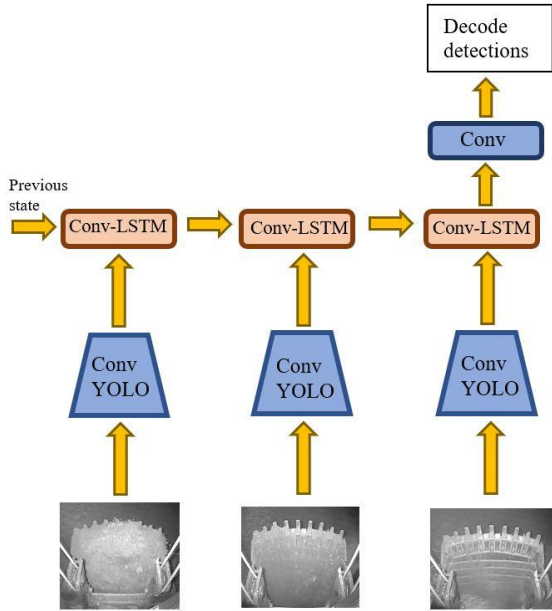 Decode
detections
Conv
Previous
state
Conv-LSTM
Conv-LSTM
Conv-LSTM
Conv
YOLO
Conv
YOLO
Conv
YOLO